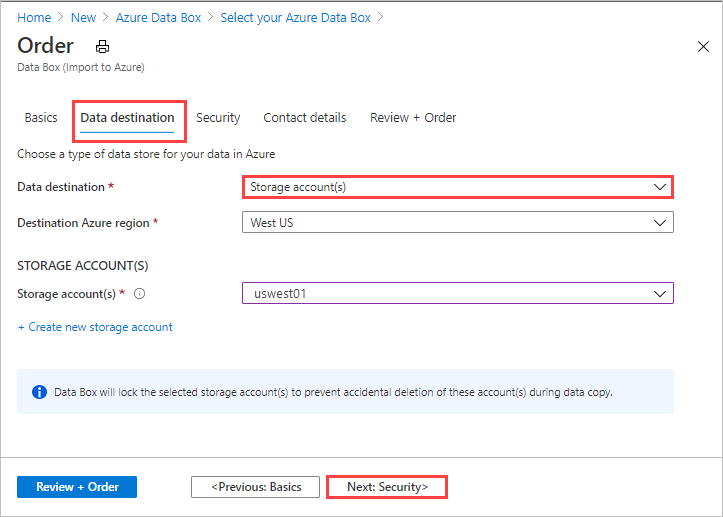 Home > New > Azure Data Box > Select your Azure Data Box >
Order
Data Box (Import to Azure)
Basics Data destination Security Contact details Review + Order
Choose a type of data store for your data in Azure
Data destination * Storage account(s)
Destination Azure region * West US
STORAGE ACCOUNT(S)
Storage account(s) * uswest01
+ Create new storage account
Data Box will lock the selected storage account(s) to prevent accidental deletion of these account(s) during data copy.
Review + Order <Previous: Basics Next: Security>